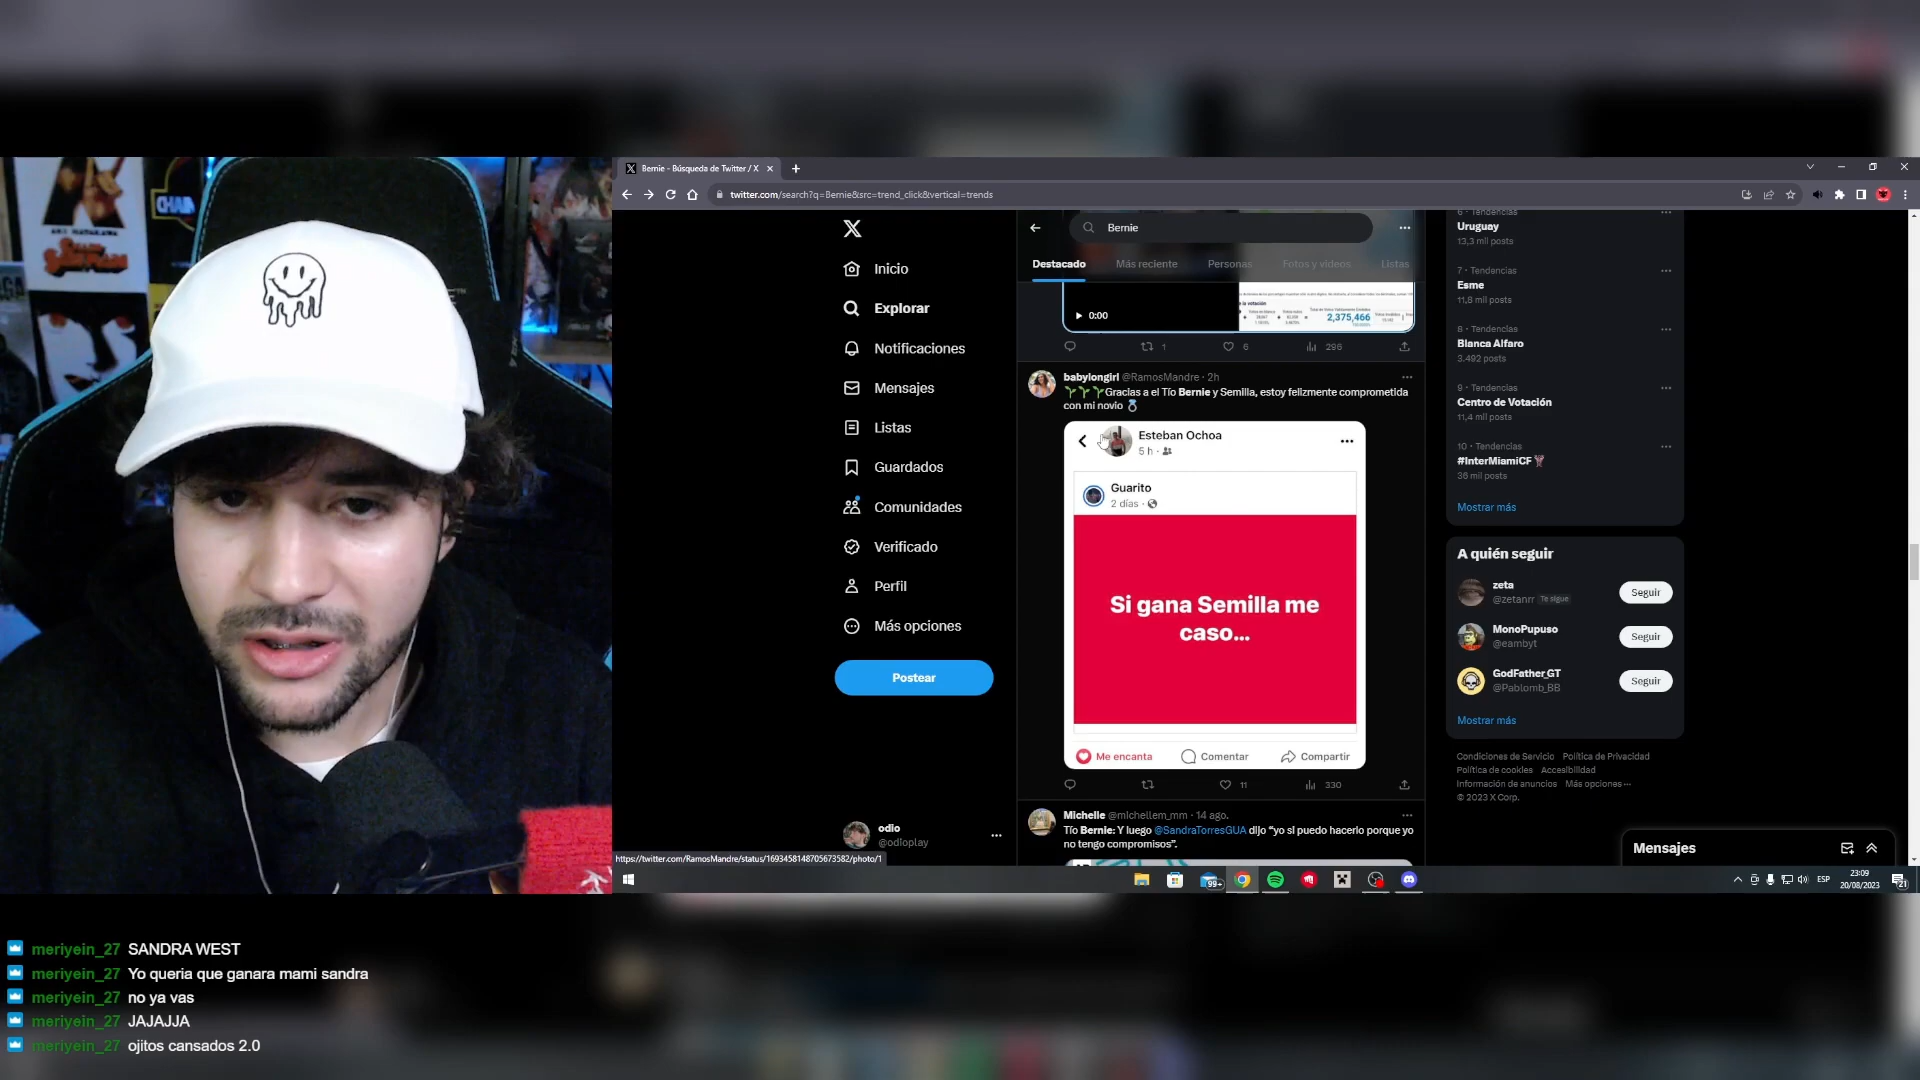 Bernie - Búsqueda de Twitter / X
twitter.com/search?q=Bernie&src=trend_click&vertical=trends
Inicio
Explorar
Notificaciones
Mensajes
Listas
Guardados
Comunidades
Verificado
Perfil
Más opciones
Postear
odio
@odioplay
https://twitter.com/RamosMandre/status/1693458148705673582/photo/1
Bernie
Destacado Más reciente Personas Fotos y videos Listas
0:00
2,375,466
1 6 296
babylongirl @RamosMandre · 2h
Gracias a el Tío Bernie y Semilla, estoy felizmente comprometida
con mi novio
Esteban Ochoa
5 h ·
Guarito
2 días ·
Si gana Semilla me
caso...
Me encanta Comentar Compartir
11 330
Michelle @michellem_mm · 14 ago.
Tío Bernie: Y luego @SandraTorresGUA dijo “yo si puedo hacerlo porque yo
no tengo compromisos”.
6 · Tendencias
Uruguay
13,3 mil posts
7 · Tendencias
Esme
11,8 mil posts
8 · Tendencias
Blanca Alfaro
3.492 posts
9 · Tendencias
Centro de Votación
11,4 mil posts
10 · Tendencias
#InterMiamiCF
36 mil posts
Mostrar más
A quién seguir
zeta
@zetanrr Te sigue
Seguir
MonoPupuso
@eambyt
Seguir
GodFather_GT
@Pablomb_BB
Seguir
Mostrar más
Condiciones de Servicio Política de Privacidad
Política de cookies Accesibilidad
Información de anuncios Más opciones ···
© 2023 X Corp.
Mensajes
99+
ESP
23:09
20/08/2023
21
meriyein_27 SANDRA WEST
meriyein_27 Yo queria que ganara mami sandra
meriyein_27 no ya vas
meriyein_27 JAJAJJA
meriyein_27 ojitos cansados 2.0